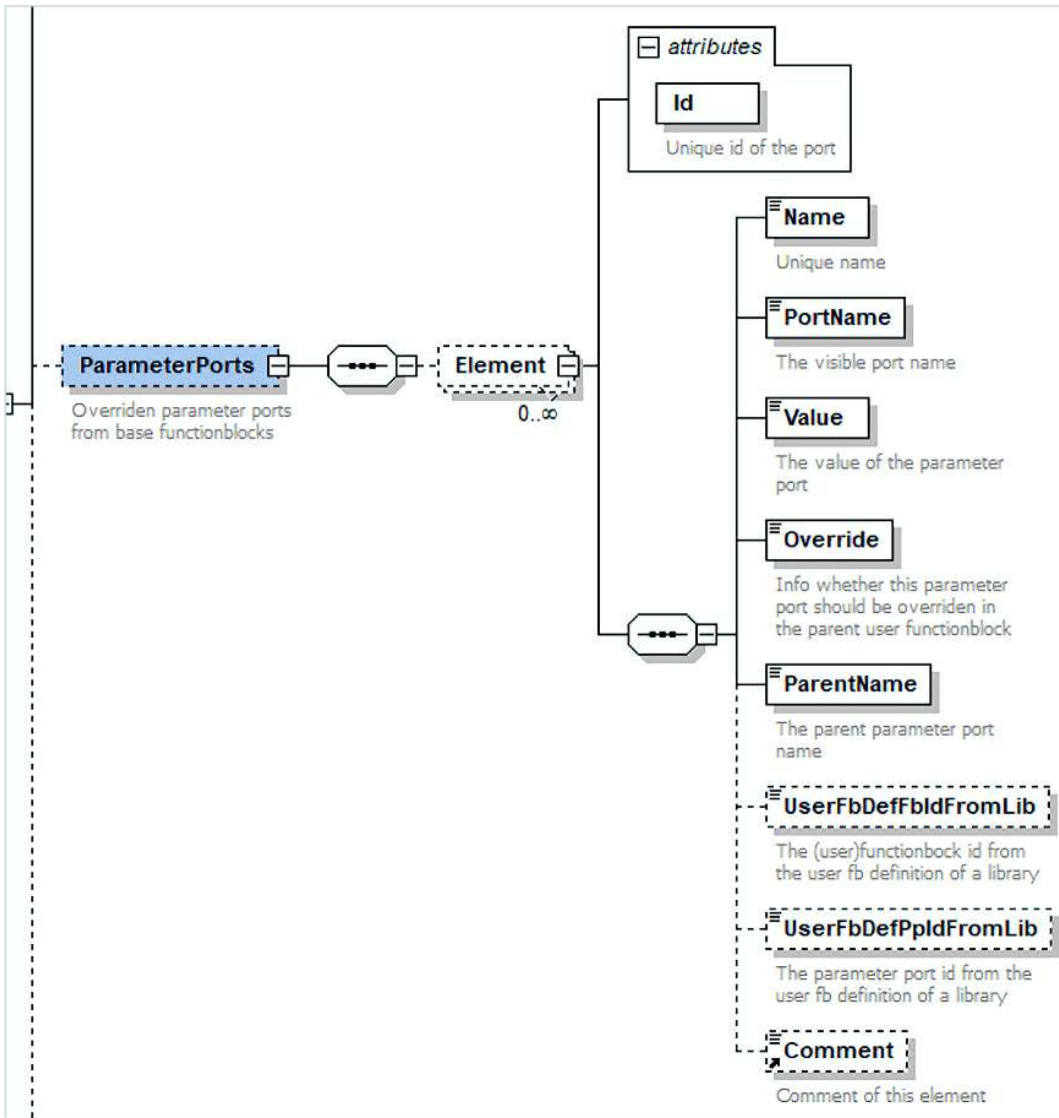 attributes
Id
Unique id of the port
Name
Unique name
PortName
The visible port name
ParameterPorts
Element
Overriden parameter ports
from base functionblocks
0..∞
Value
The value of the parameter
port
Override
Info whether this parameter
port should be overriden in
the parent user functionblock
ParentName
The parent parameter port
name
UserFbDefFbIdFromLib
The (user)functionbock id from
the user fb definition of a library
UserFbDefPpIdFromLib
The parameter port id from the
user fb definition of a library
Comment
Comment of this element